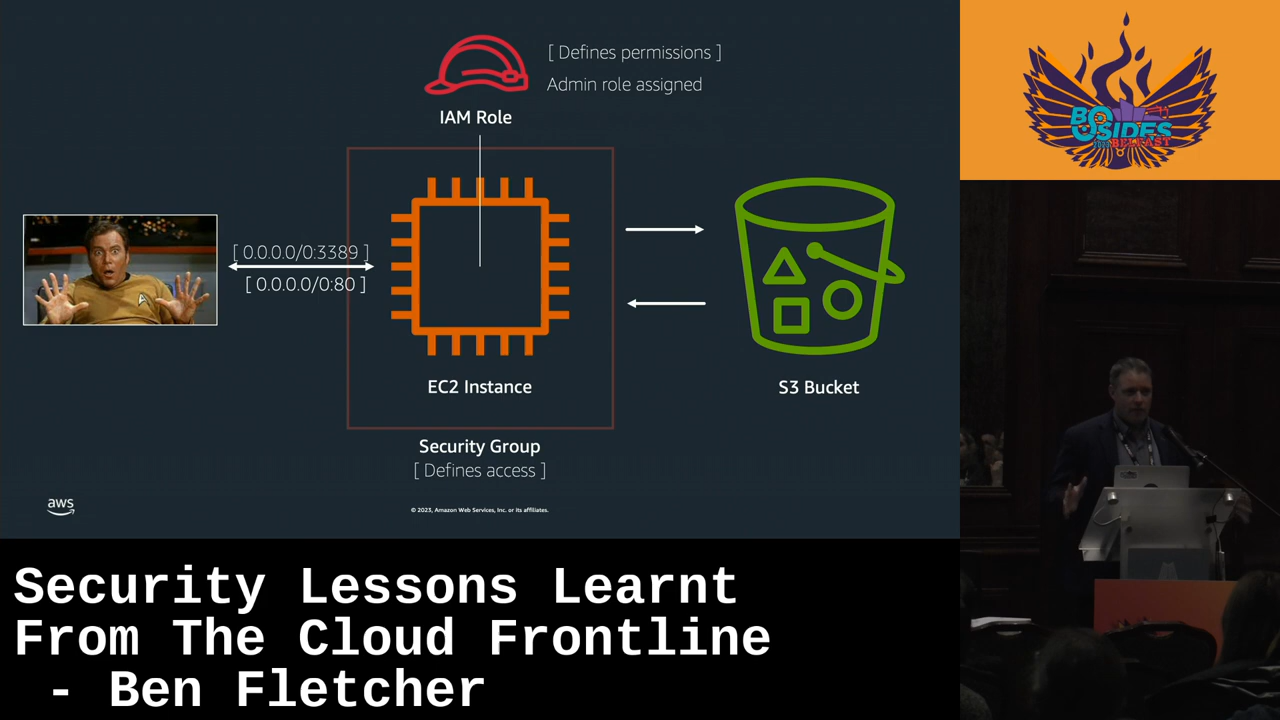 [ Defines permissions ]
Admin role assigned
IAM Role
[ 0.0.0.0/0:3389 ]
[ 0.0.0.0/0:80 ]
EC2 Instance
S3 Bucket
Security Group
[ Defines access ]
aws
© 2023, Amazon Web Services, Inc. or its affiliates.
BSIDES
BELFAST
Security Lessons Learnt
From The Cloud Frontline
- Ben Fletcher